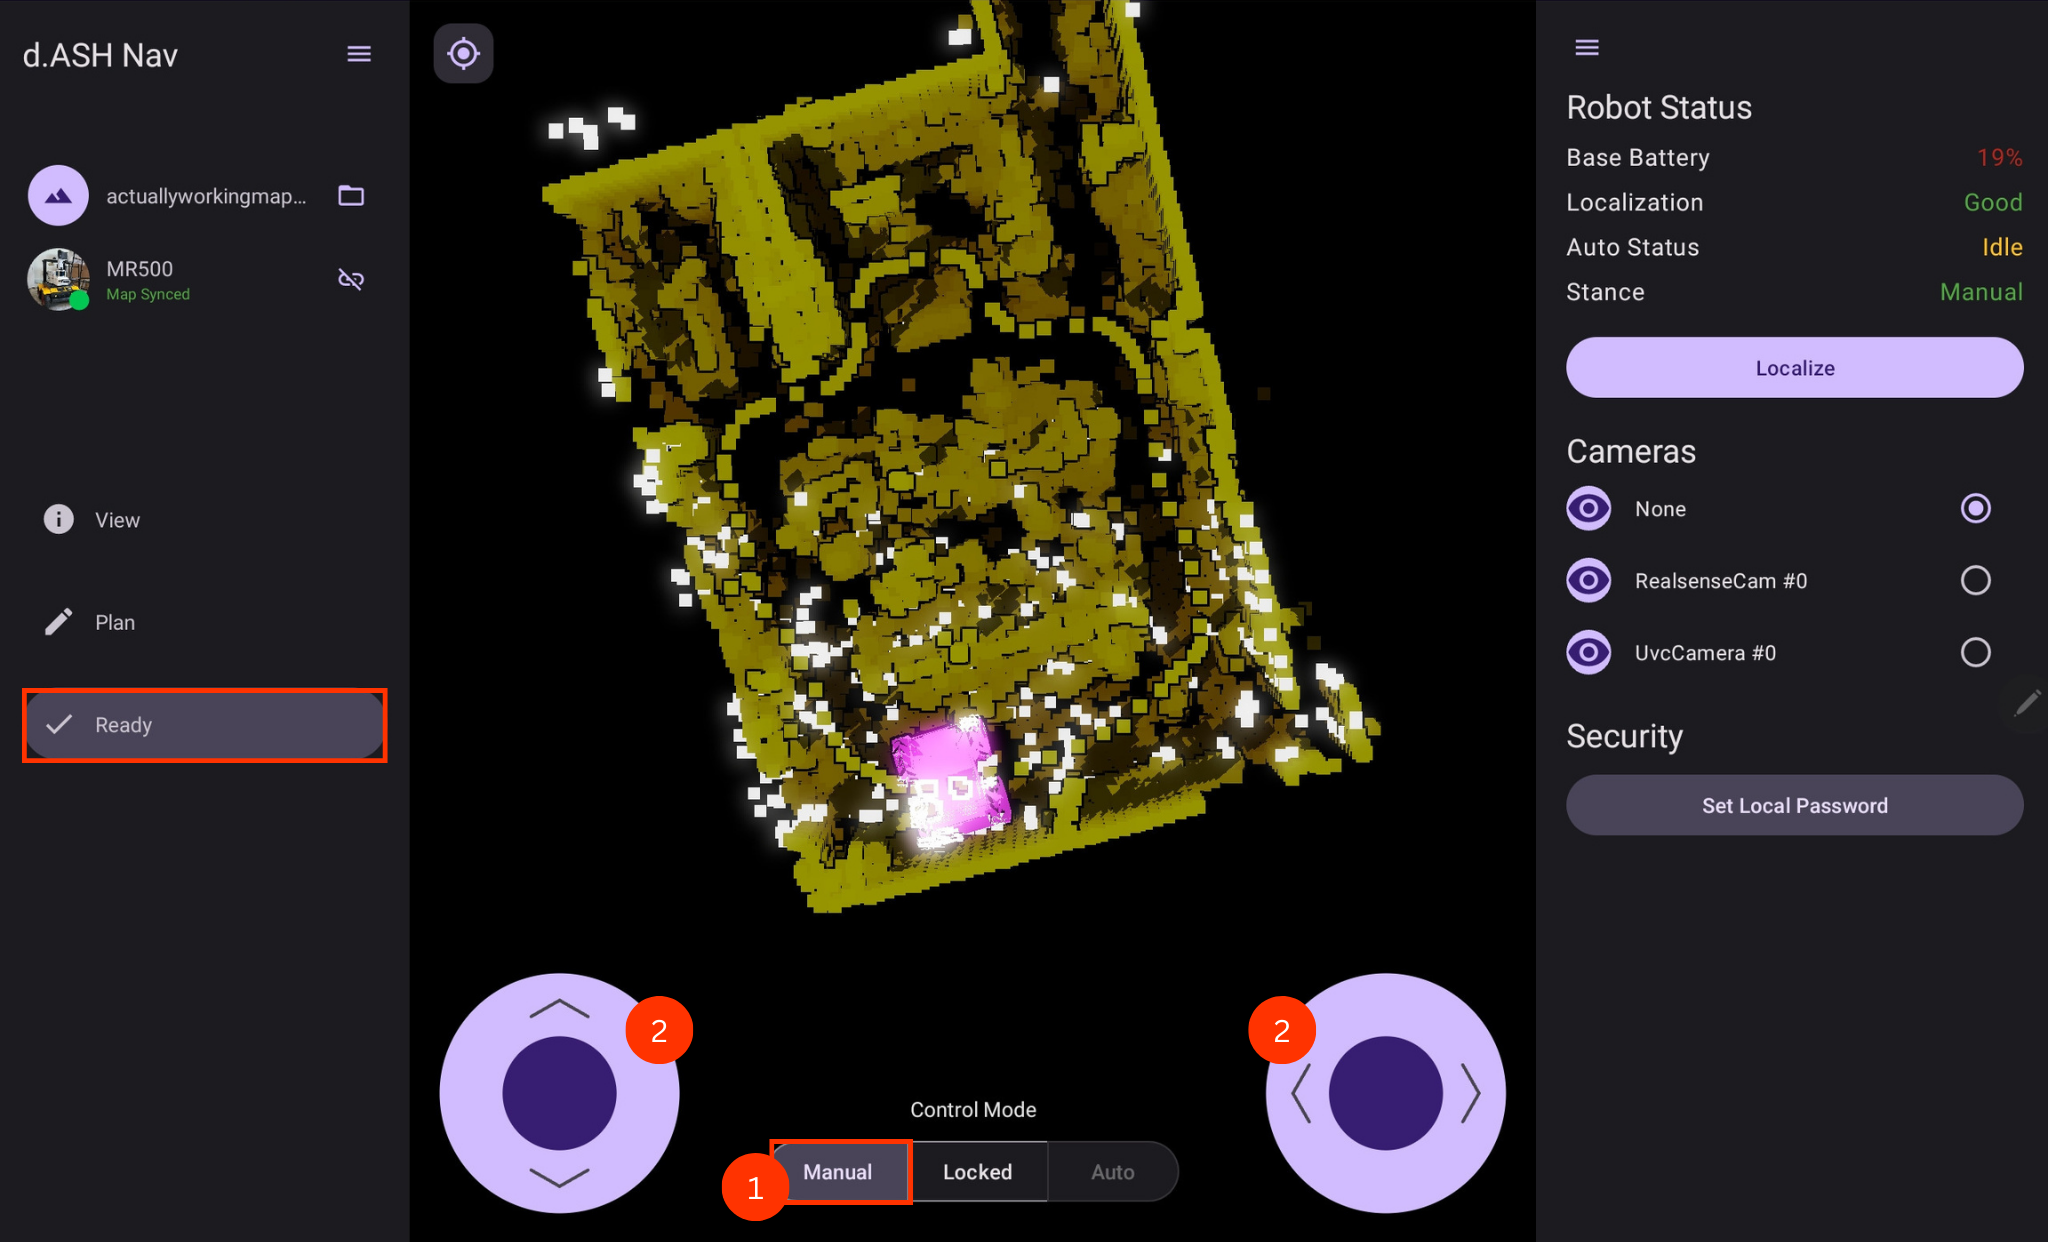 d.ASH Nav
actuallyworkingmap...
MR500
Map Synced
View
Plan
Ready
2
2
Control Mode
1
Manual
Locked
Auto
Robot Status
Base Battery 19%
Localization Good
Auto Status Idle
Stance Manual
Localize
Cameras
None
RealsenseCam #0
UvcCamera #0
Security
Set Local Password